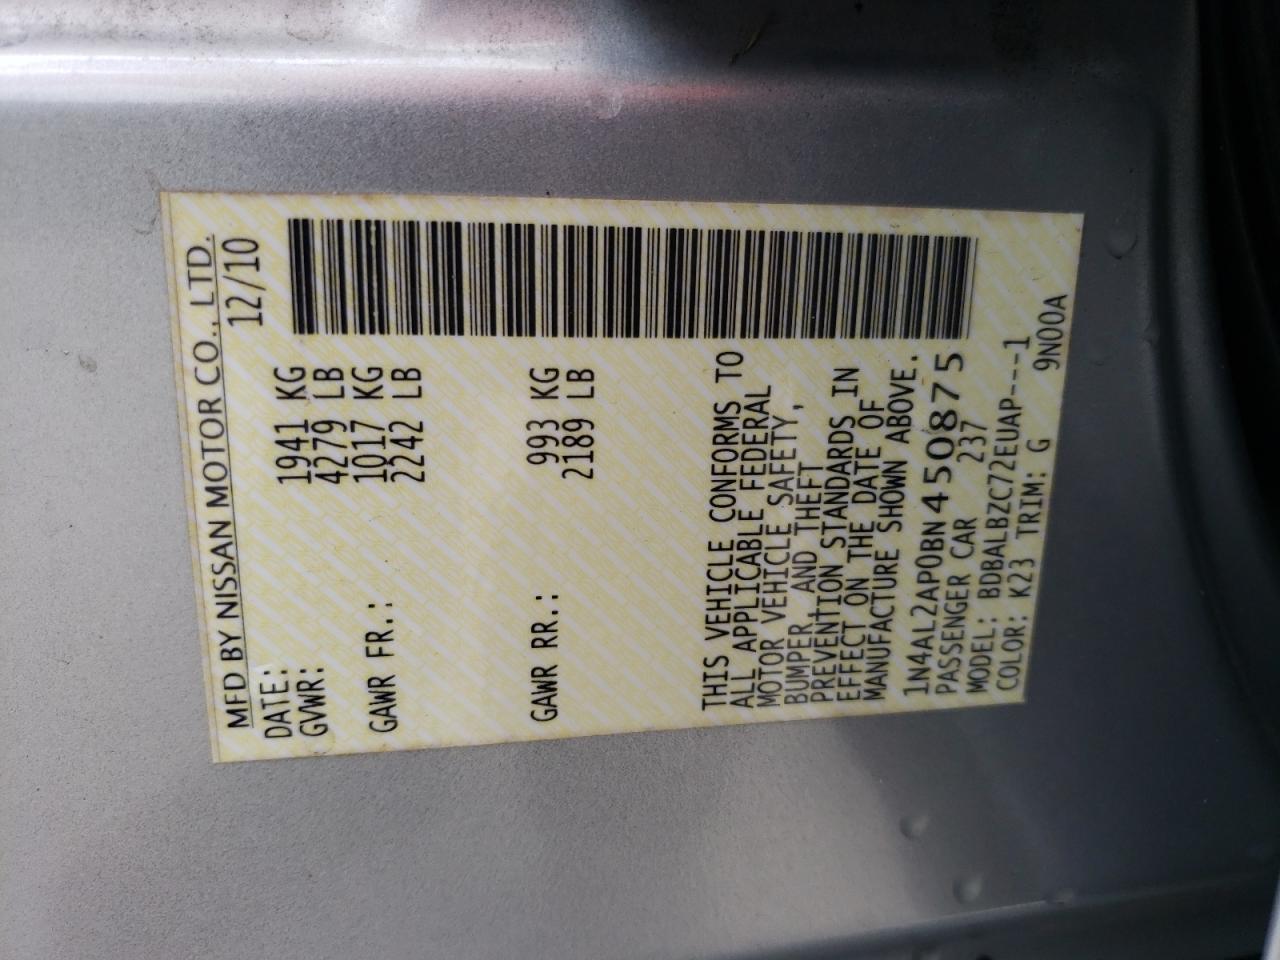 MFD BY NISSAN MOTOR CO., LTD.
DATE: 12/10
GVWR: 1941 KG
4279 LB
GAWR FR.: 1017 KG
2242 LB
GAWR RR.: 993 KG
2189 LB
THIS VEHICLE CONFORMS TO
ALL APPLICABLE FEDERAL
MOTOR VEHICLE SAFETY,
BUMPER, AND THEFT
PREVENTION STANDARDS IN
EFFECT ON THE DATE OF
MANUFACTURE SHOWN ABOVE.
1N4AL2AP0BN450875
PASSENGER CAR 237
MODEL: BDBALBZC72EUAP---1
COLOR: K23 TRIM: G 9N00A